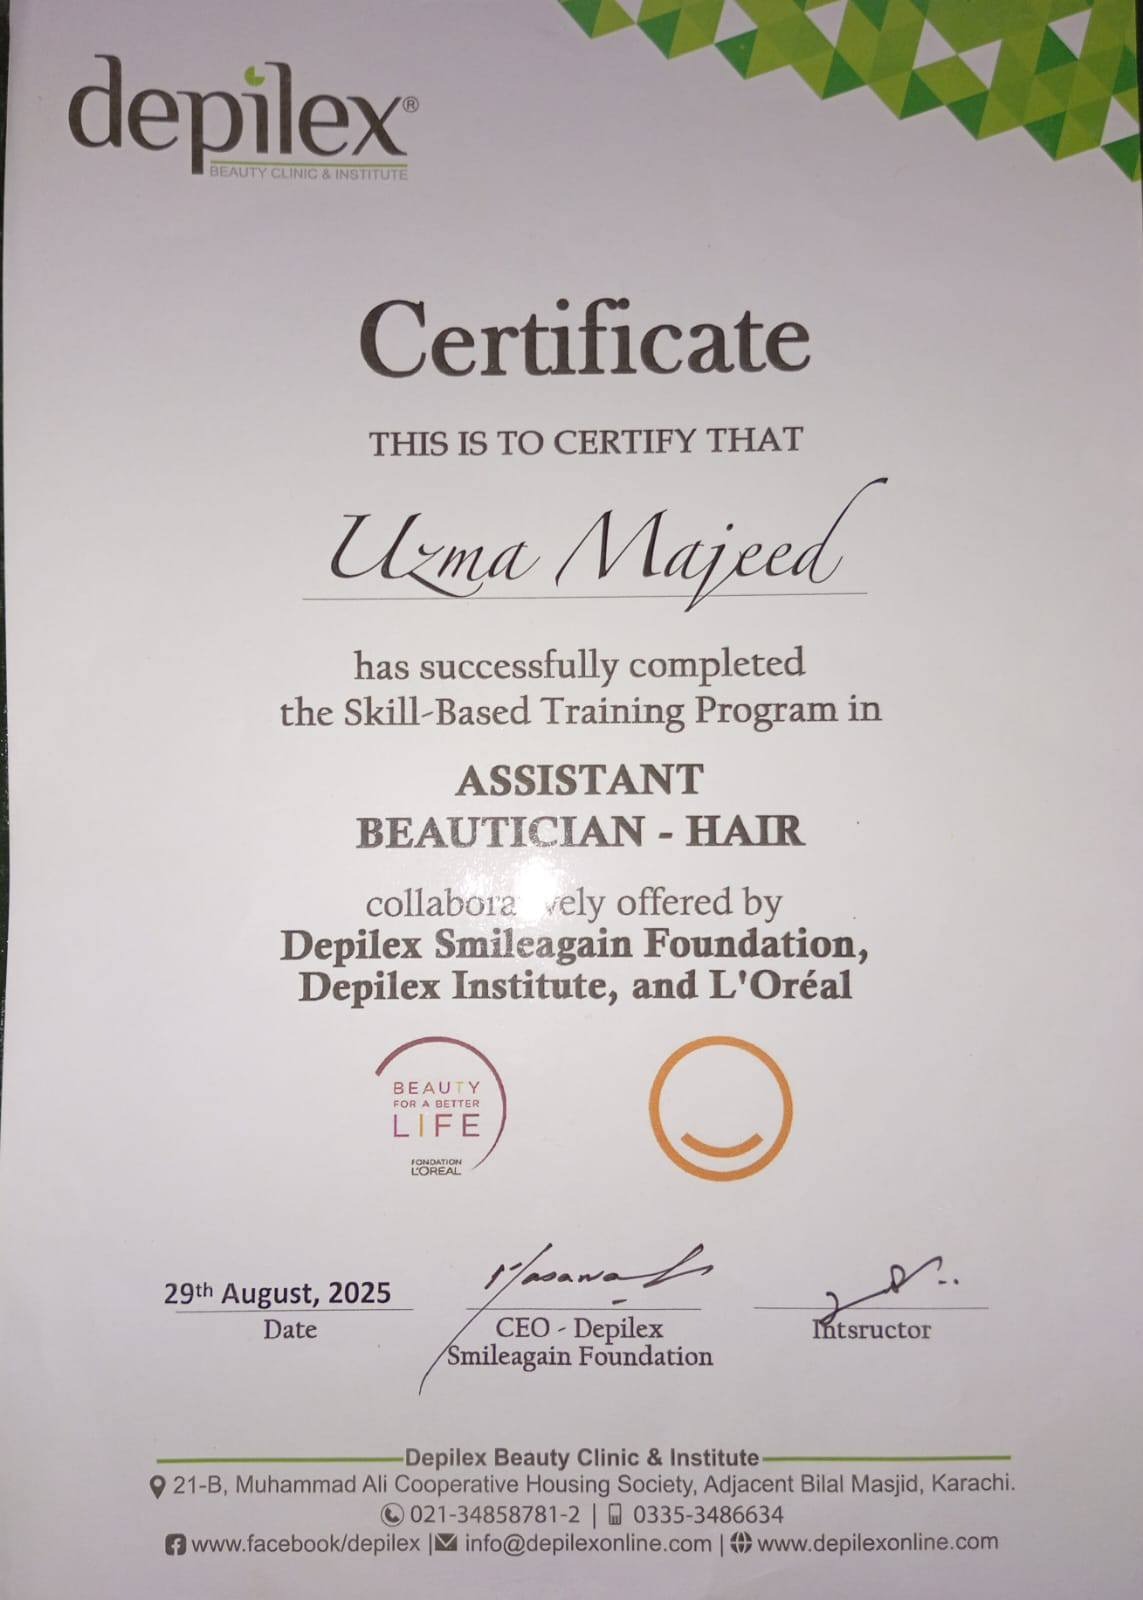 depilex®
BEAUTY CLINIC & INSTITUTE
Certificate
THIS IS TO CERTIFY THAT
Uzma Majeed
has successfully completed
the Skill-Based Training Program in
ASSISTANT
BEAUTICIAN - HAIR
collaboratively offered by
Depilex Smileagain Foundation,
Depilex Institute, and L'Oréal
BEAUTY
FOR A BETTER
LIFE
FONDATION
L'ORÉAL
29th August, 2025
Date
CEO - Depilex
Smileagain Foundation
Intsructor
Depilex Beauty Clinic & Institute
21-B, Muhammad Ali Cooperative Housing Society, Adjacent Bilal Masjid, Karachi.
021-34858781-2 | 0335-3486634
www.facebook/depilex | info@depilexonline.com | www.depilexonline.com